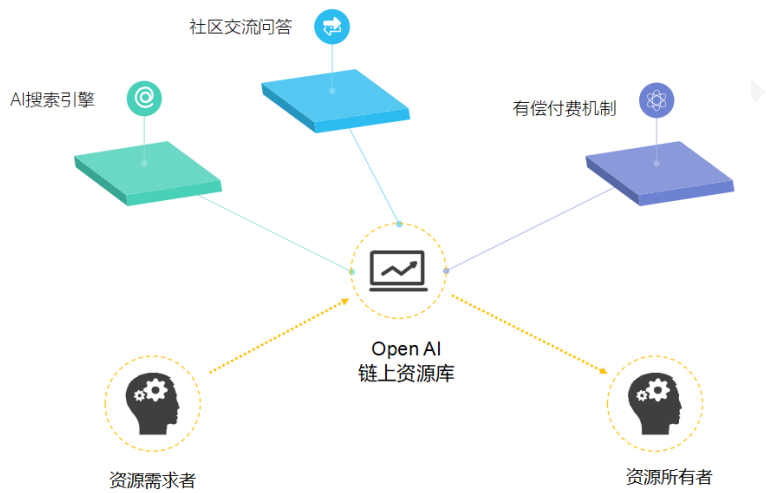 社区交流问答
AI搜索引擎
有偿付费机制
Open AI
链上资源库
资源需求者
资源所有者